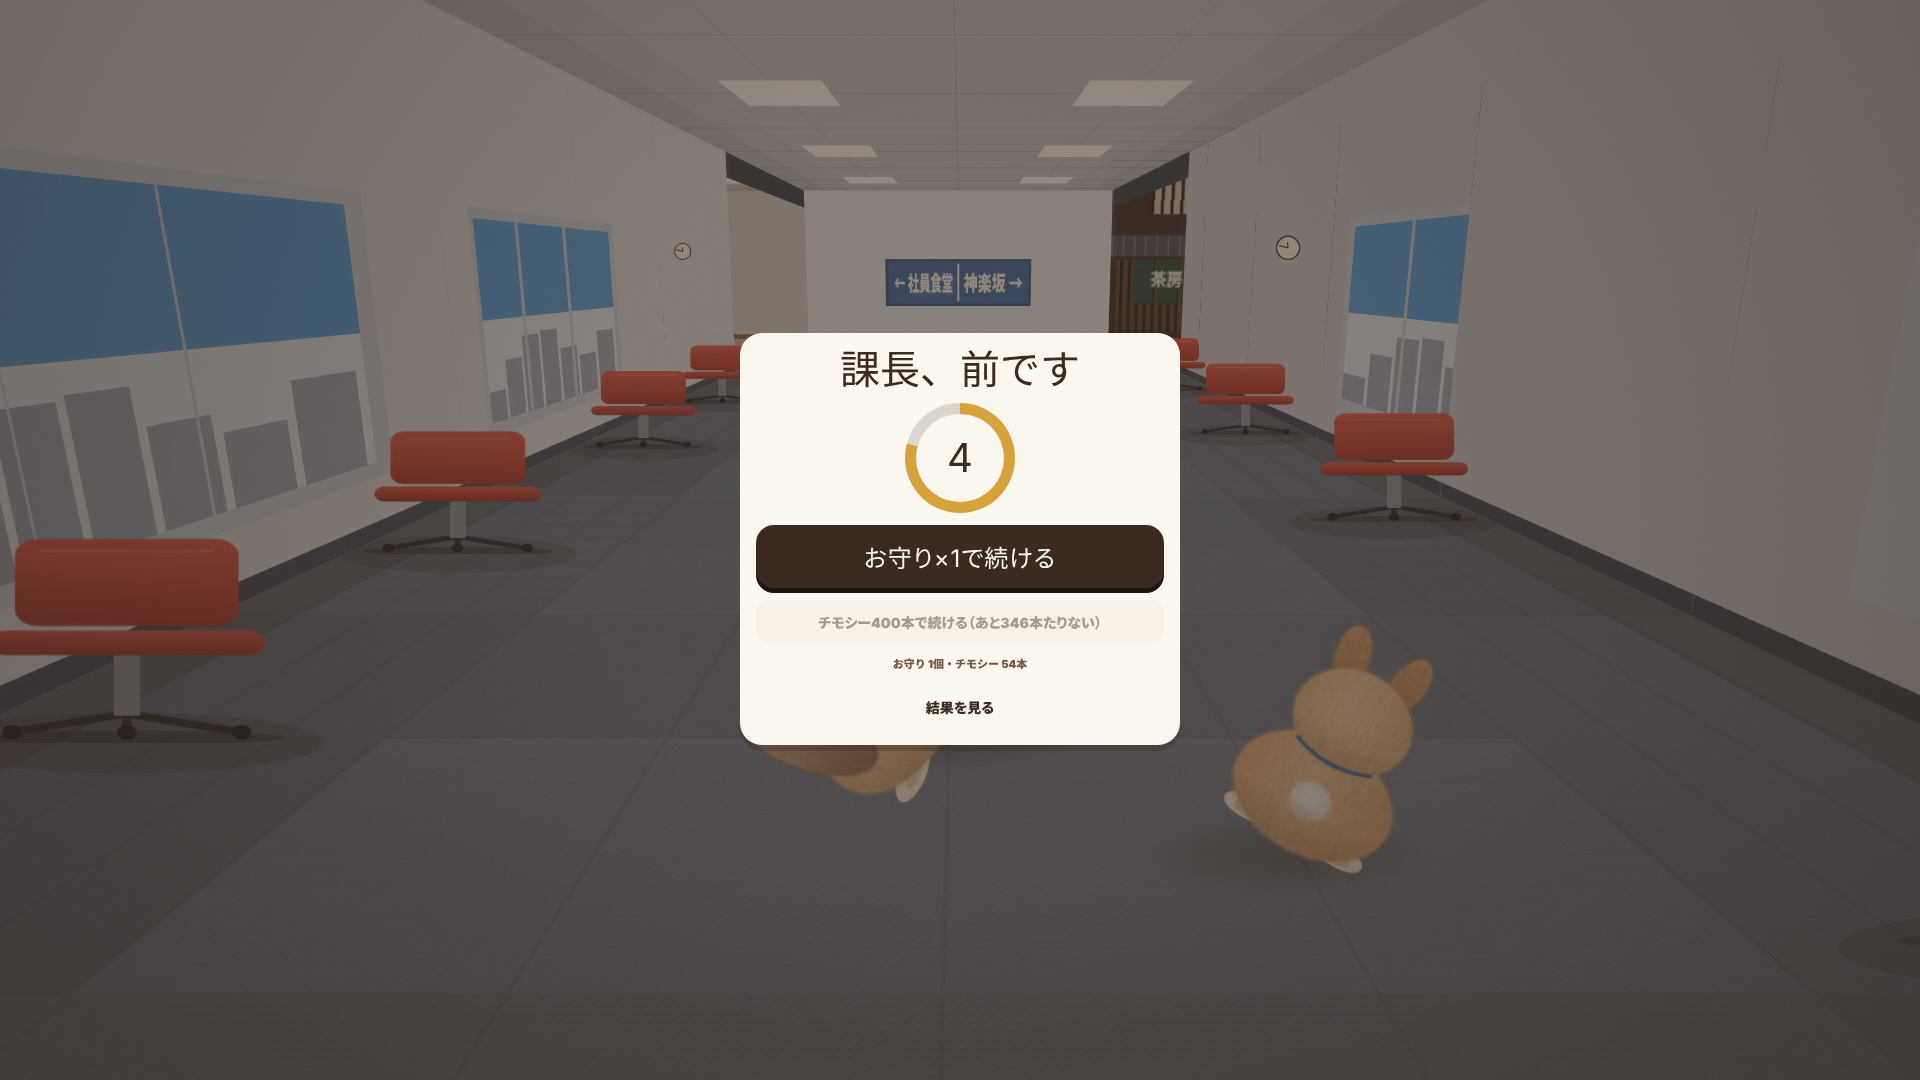 ←社員食堂 | 神楽坂→
茶房
課長、前です
4
お守り×1で続ける
チモシー400本で続ける(あと346本たりない)
お守り 1個・チモシー 54本
結果を見る